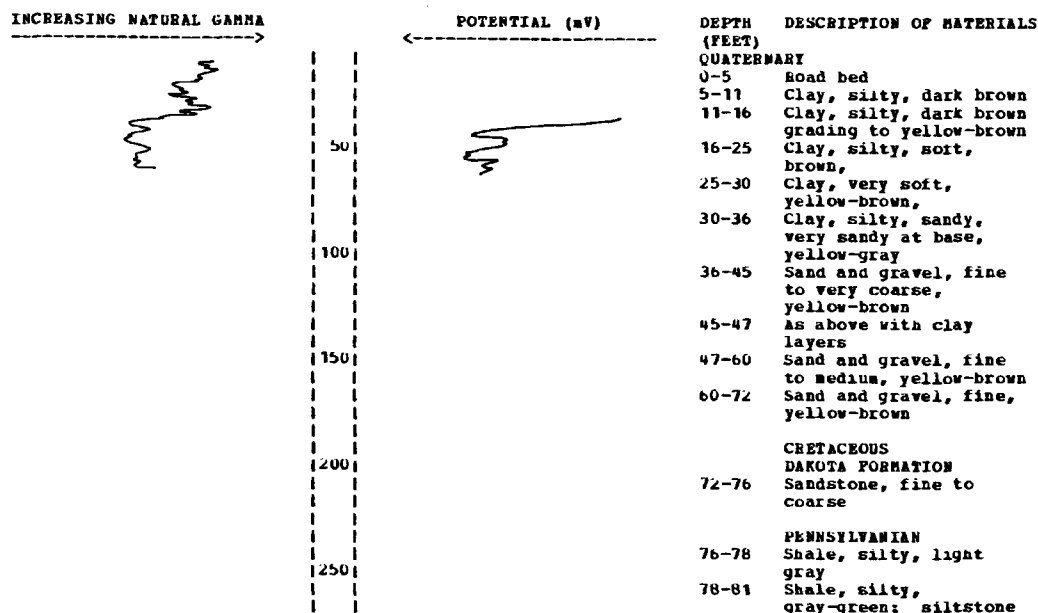 INCREASING NATURAL GAMMA
POTENTIAL (mV)
DEPTH DESCRIPTION OF MATERIALS
(FEET)
QUATERNARY
0-5 Road bed
5-11 Clay, silty, dark brown
11-16 Clay, silty, dark brown
grading to yellow-brown
16-25 Clay, silty, soft,
brown,
25-30 Clay, very soft,
yellow-brown,
30-36 Clay, silty, sandy,
very sandy at base,
yellow-gray
36-45 Sand and gravel, fine
to very coarse,
yellow-brown
45-47 As above with clay
layers
47-60 Sand and gravel, fine
to medium, yellow-brown
60-72 Sand and gravel, fine,
yellow-brown
CRETACEOUS
DAKOTA FORMATION
72-76 Sandstone, fine to
coarse
PENNSYLVANIAN
76-78 Shale, silty, light
gray
78-81 Shale, silty,
gray-green; siltstone
50
100
150
200
250